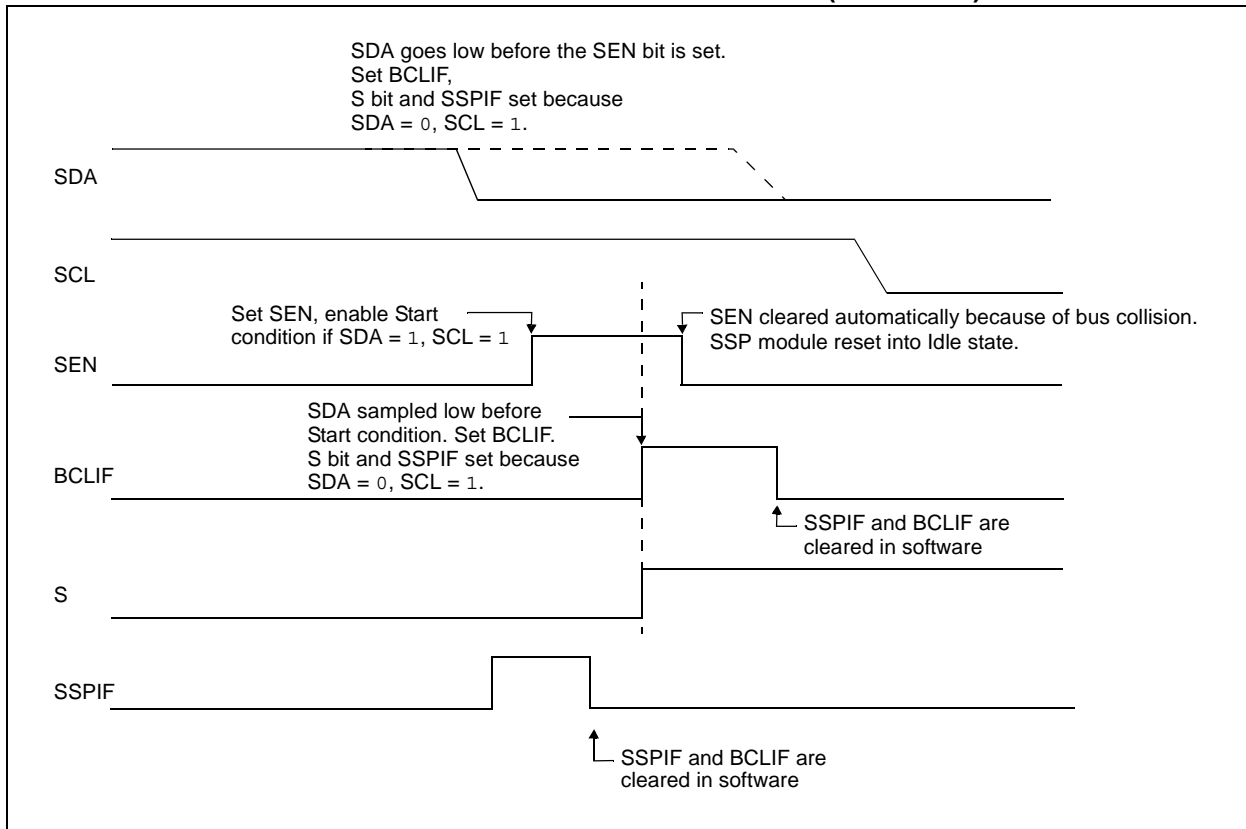 SDA goes low before the SEN bit is set.
Set BCLIF,
S bit and SSPIF set because
SDA = 0, SCL = 1.
SDA
SCL
Set SEN, enable Start
condition if SDA = 1, SCL = 1
SEN cleared automatically because of bus collision.
SSP module reset into Idle state.
SEN
SDA sampled low before
Start condition. Set BCLIF.
S bit and SSPIF set because
SDA = 0, SCL = 1.
BCLIF
SSPIF and BCLIF are
cleared in software
S
SSPIF
SSPIF and BCLIF are
cleared in software